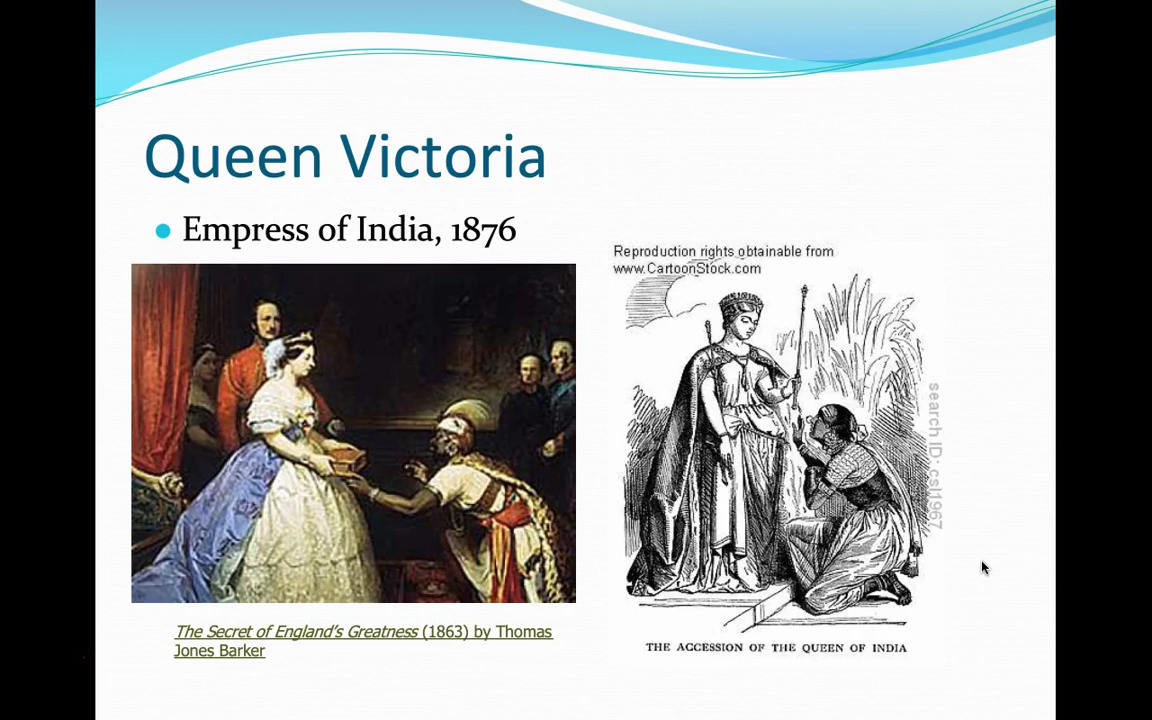 Queen Victoria
Empress of India, 1876
Reproduction rights obtainable from
www.CartoonStock.com
search ID: csl1967
The Secret of England's Greatness (1863) by Thomas
Jones Barker
THE ACCESSION OF THE QUEEN OF INDIA